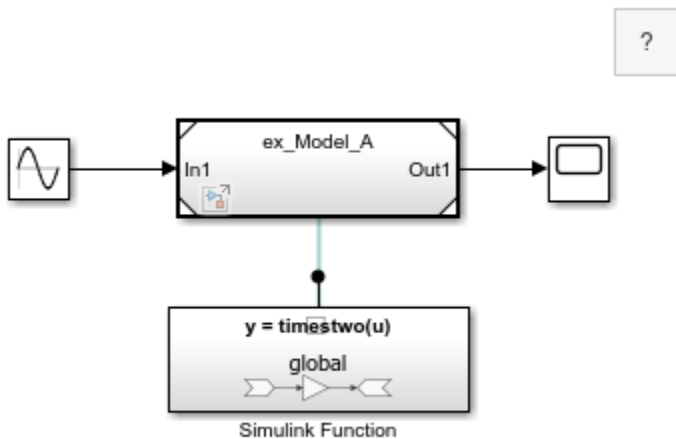 ?
ex_Model_A
In1
Out1
y = timestwo(u)
global
Simulink Function